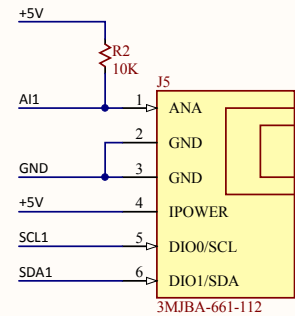 +5V
R2
10K
J5
AI1
1
ANA
2
GND
GND
3
GND
+5V
4
IPOWER
SCL1
5
DIO0/SCL
SDA1
6
DIO1/SDA
3MJBA-661-112